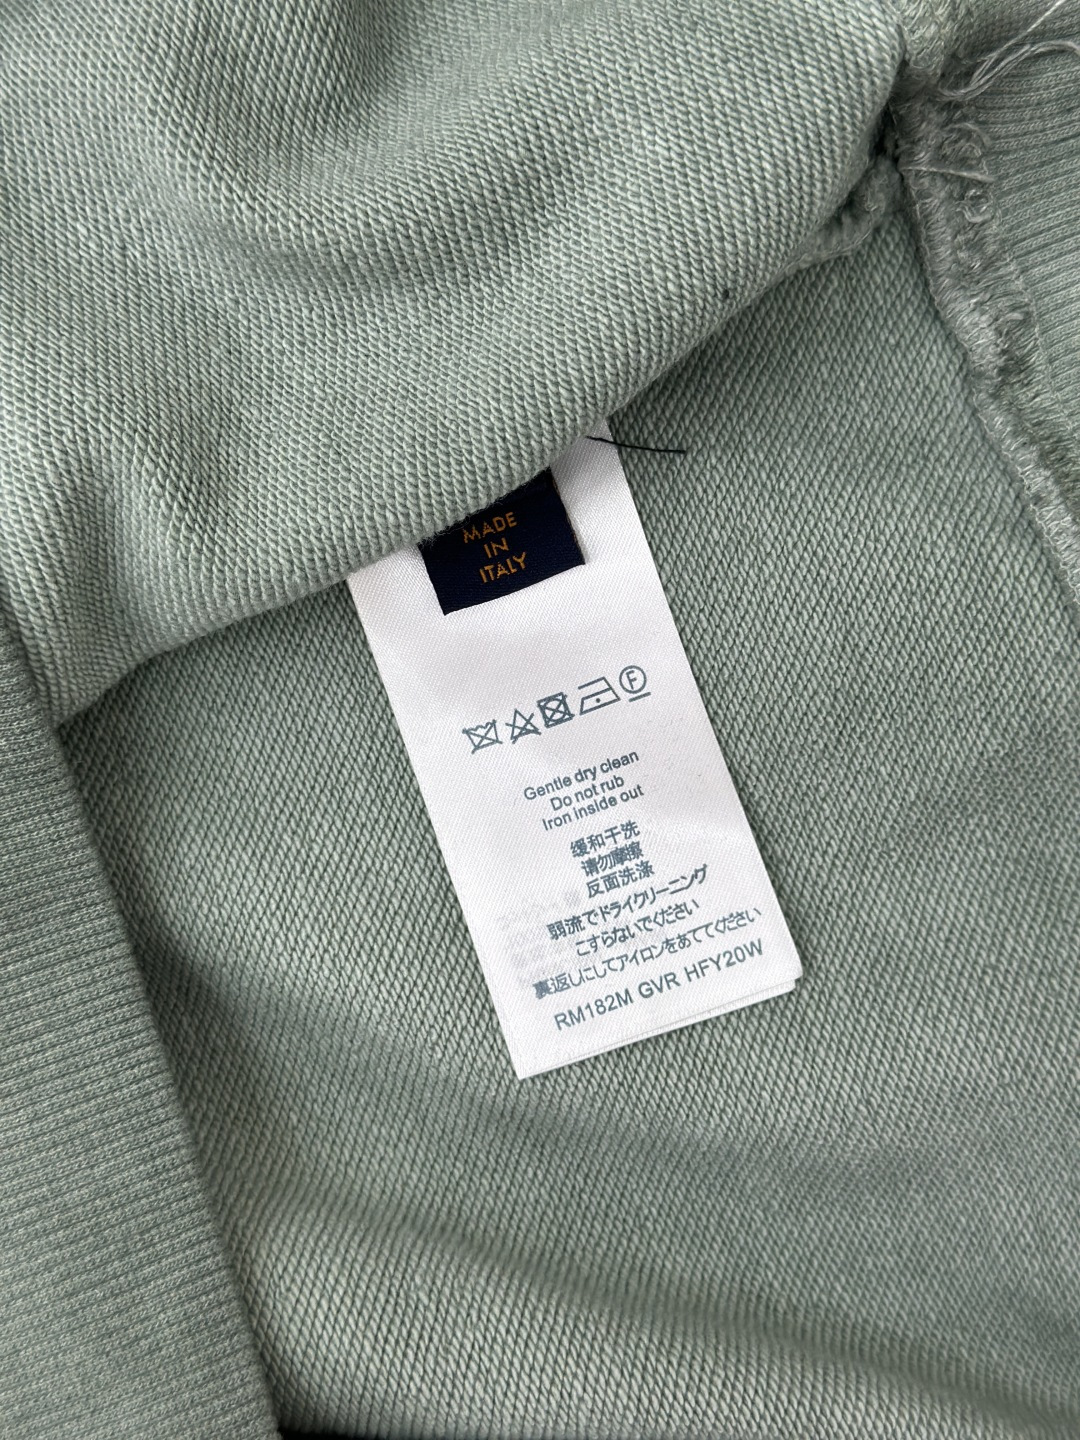 MADE
IN
ITALY
F
Gentle dry clean
Do not rub
Iron inside out
缓和干洗
请勿摩擦
反面洗涤
弱流でドライクリーニング
こすらないでください
裏返しにしてアイロンをあててください
RM182M GVR HFY20W